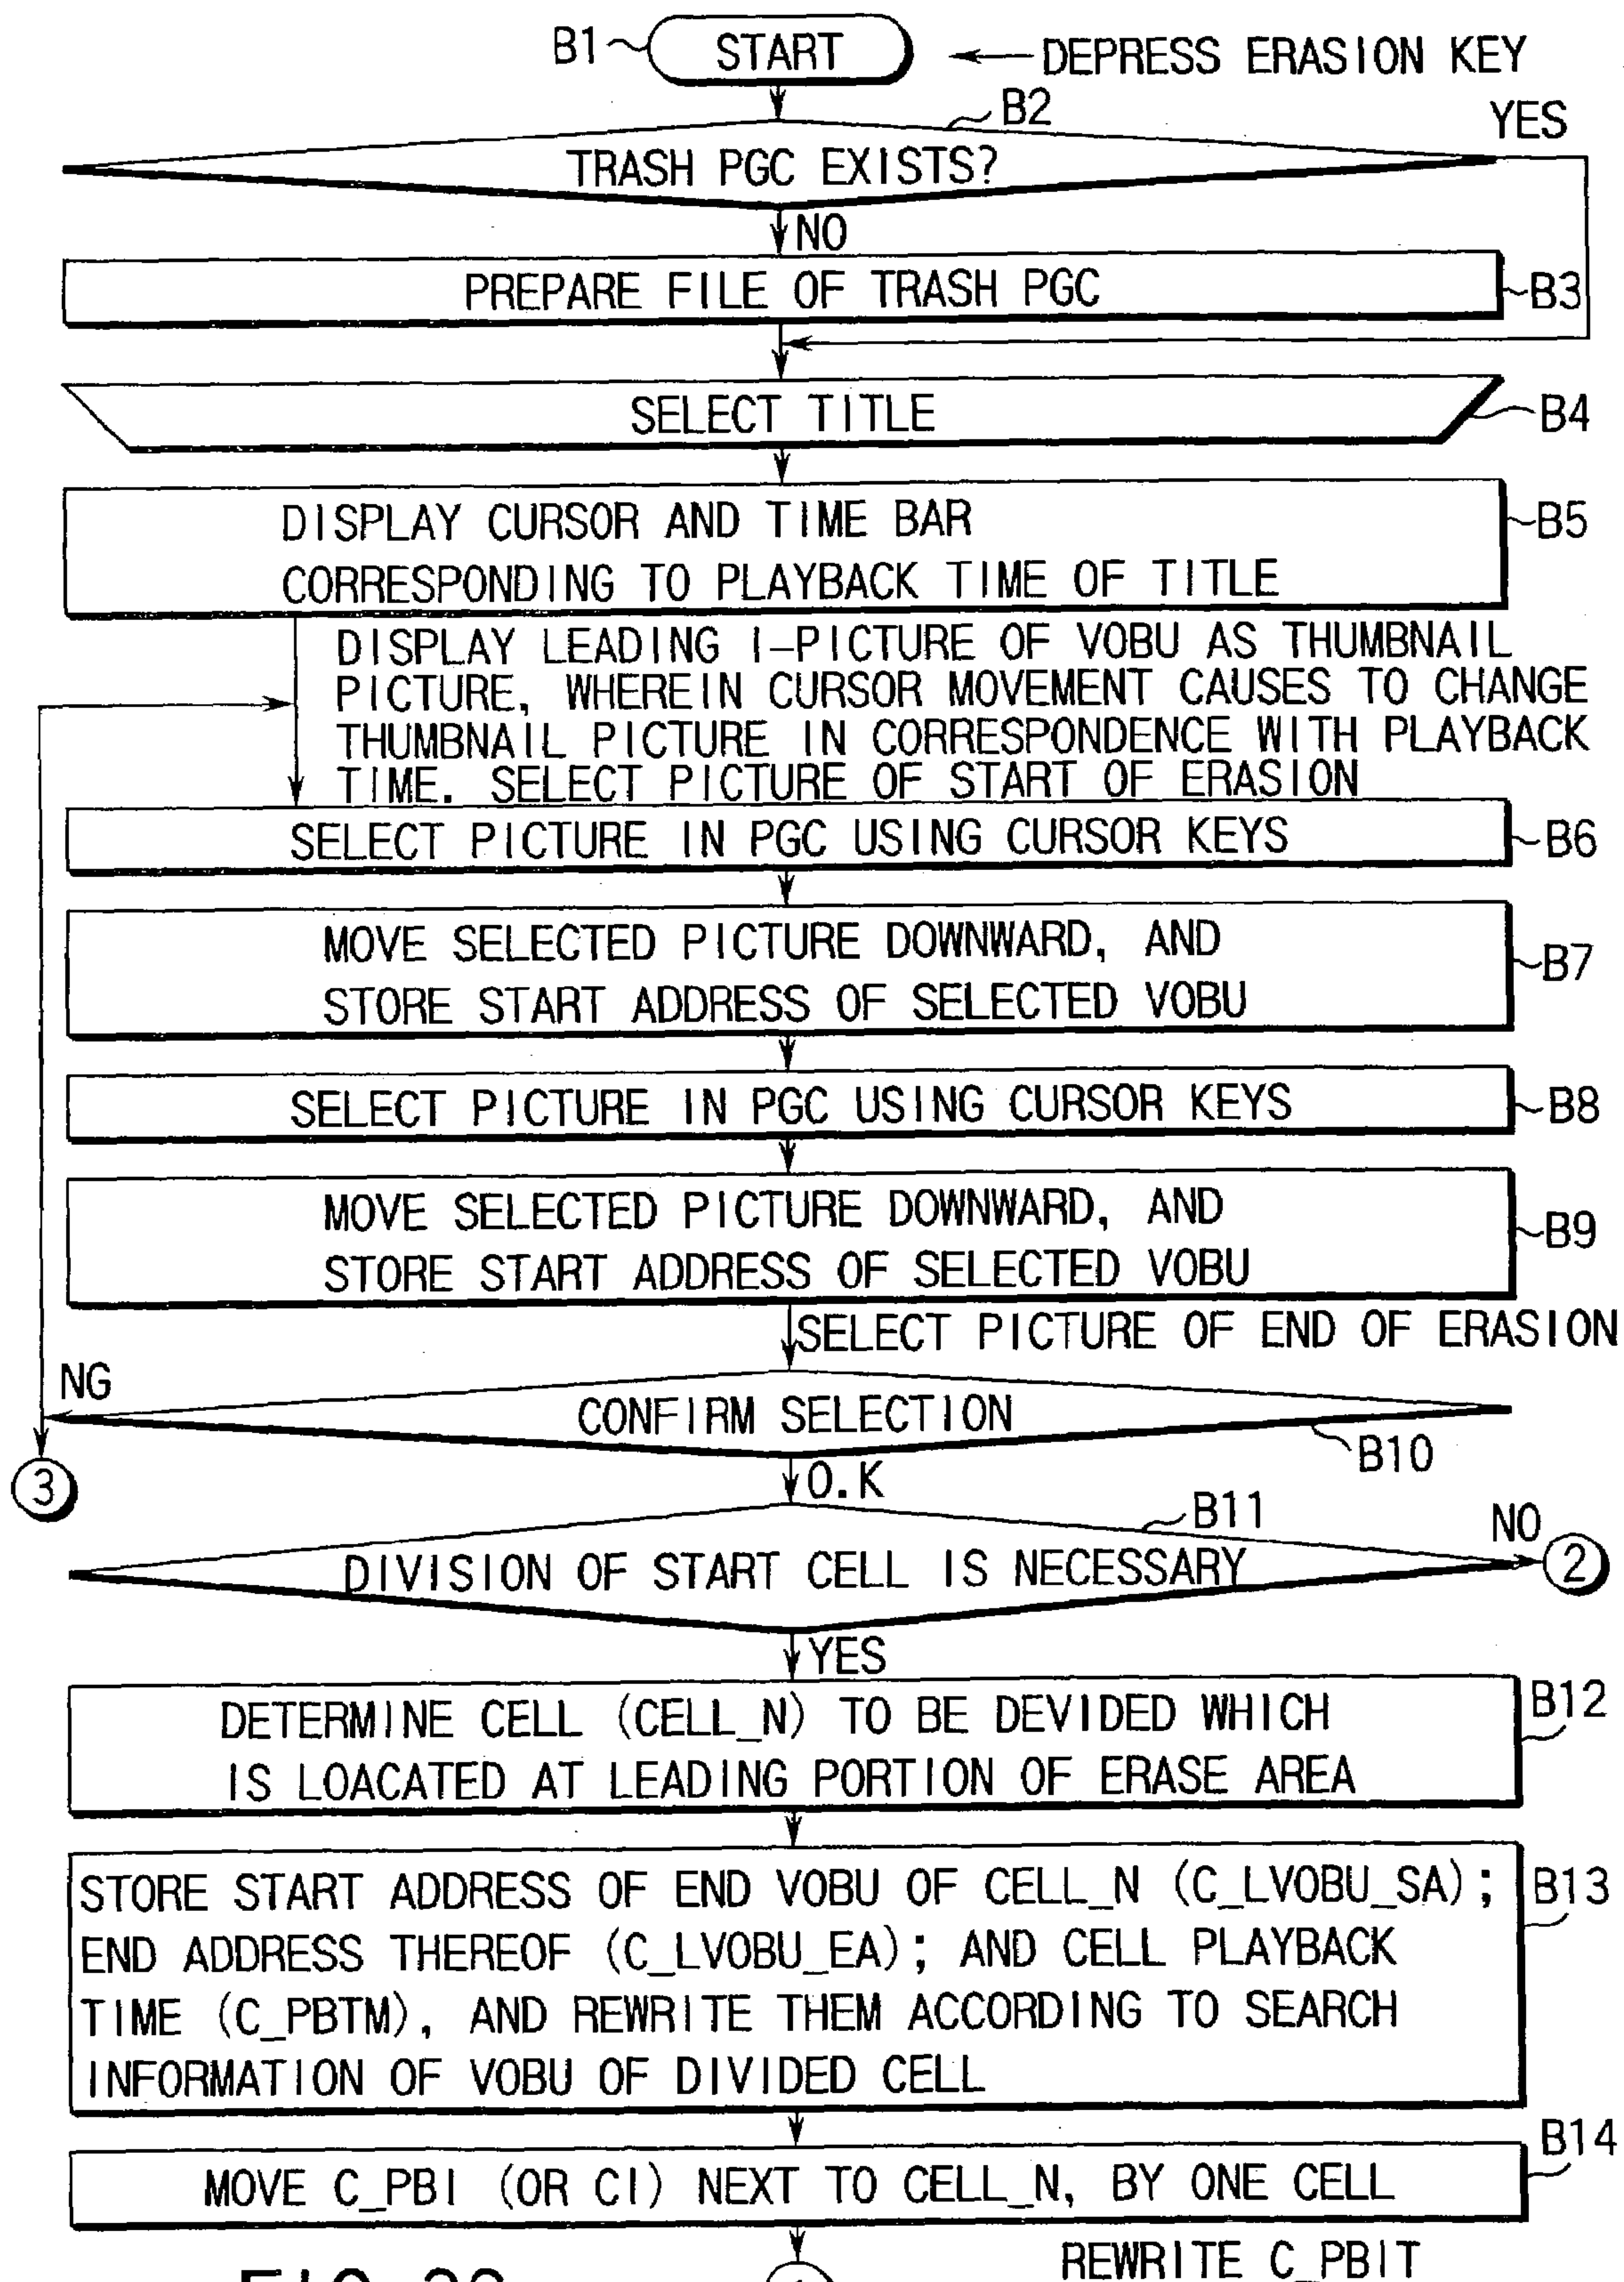 B1 START ← DEPRESS ERASION KEY
B2 YES
TRASH PGC EXISTS?
NO
PREPARE FILE OF TRASH PGC B3
SELECT TITLE B4
DISPLAY CURSOR AND TIME BAR B5
CORRESPONDING TO PLAYBACK TIME OF TITLE
DISPLAY LEADING I-PICTURE OF VOBU AS THUMBNAIL
PICTURE, WHEREIN CURSOR MOVEMENT CAUSES TO CHANGE
THUMBNAIL PICTURE IN CORRESPONDENCE WITH PLAYBACK
TIME. SELECT PICTURE OF START OF ERASION
SELECT PICTURE IN PGC USING CURSOR KEYS B6
MOVE SELECTED PICTURE DOWNWARD, AND B7
STORE START ADDRESS OF SELECTED VOBU
SELECT PICTURE IN PGC USING CURSOR KEYS B8
MOVE SELECTED PICTURE DOWNWARD, AND B9
STORE START ADDRESS OF SELECTED VOBU
SELECT PICTURE OF END OF ERASION
NG
CONFIRM SELECTION
B10
3
O.K
B11 NO
DIVISION OF START CELL IS NECESSARY 2
YES
DETERMINE CELL (CELL_N) TO BE DEVIDED WHICH B12
IS LOACATED AT LEADING PORTION OF ERASE AREA
STORE START ADDRESS OF END VOBU OF CELL_N (C_LVOBU_SA); B13
END ADDRESS THEREOF (C_LVOBU_EA); AND CELL PLAYBACK
TIME (C_PBTM), AND REWRITE THEM ACCORDING TO SEARCH
INFORMATION OF VOBU OF DIVIDED CELL
B14
MOVE C_PBI (OR CI) NEXT TO CELL_N, BY ONE CELL
REWRITE C_PBIT